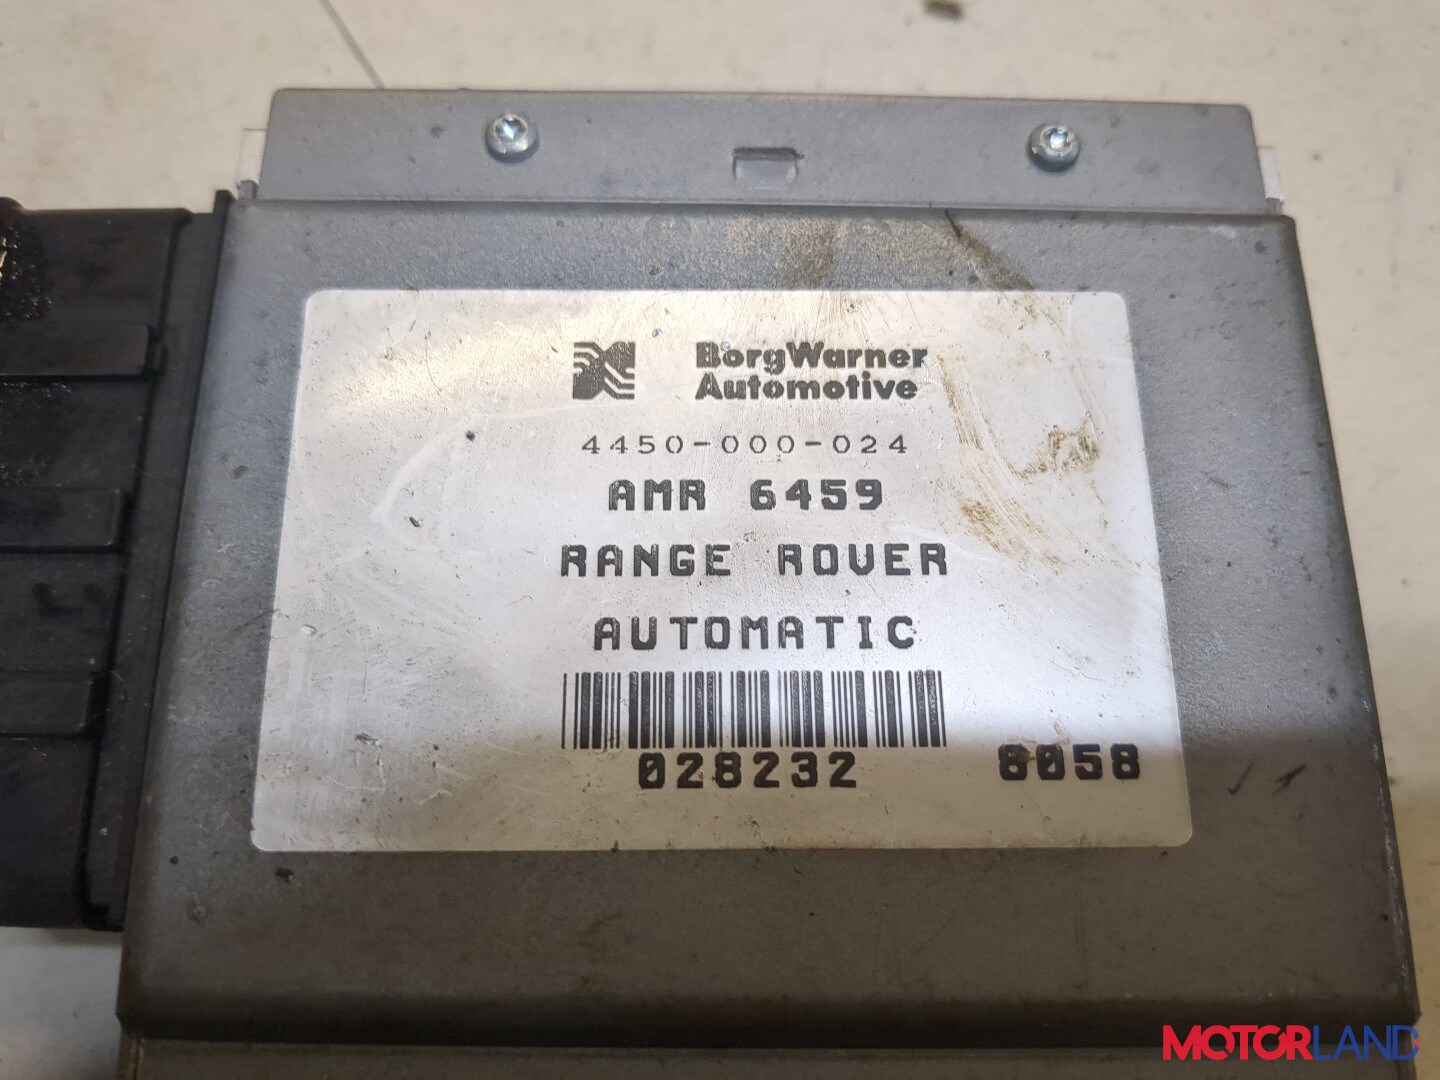 BorgWarner
Automotive
4450-000-024
AMR 6459
RANGE ROVER
AUTOMATIC
028232 8058
MOTORLAND